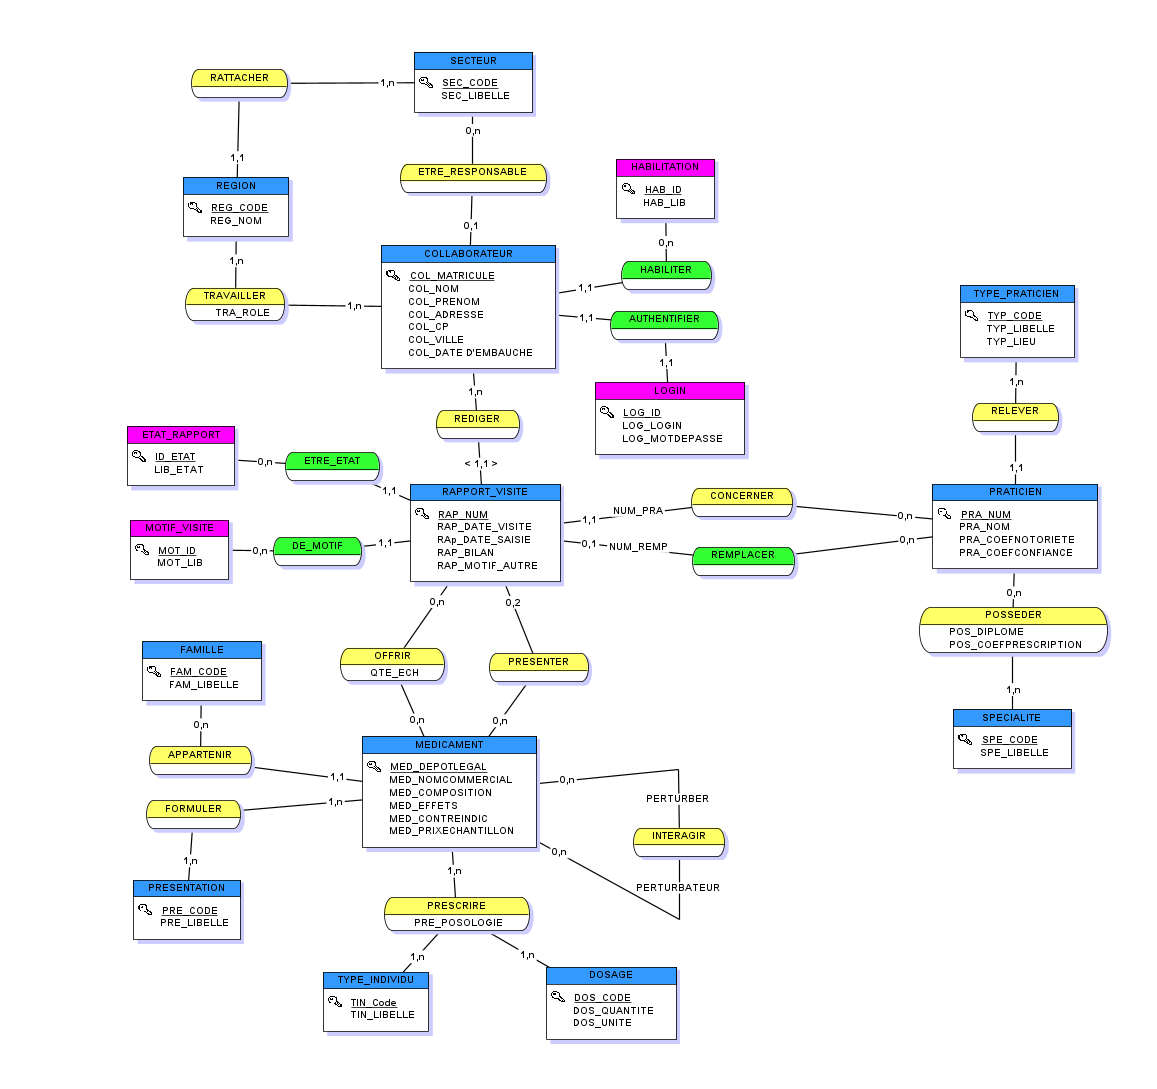 SECTEUR
SEC_CODE
SEC_LIBELLE
RATTACHER
1,n
1,1
0,n
REGION
REG_CODE
REG_NOM
ETRE_RESPONSABLE
0,1
HABILITATION
HAB_ID
HAB_LIB
0,n
HABILITER
1,1
COLLABORATEUR
COL_MATRICULE
COL_NOM
COL_PRENOM
COL_ADRESSE
COL_CP
COL_VILLE
COL_DATE D'EMBAUCHE
1,n
TRAVAILLER
TRA_ROLE
1,n
1,1
AUTHENTIFIER
1,1
LOGIN
LOG_ID
LOG_LOGIN
LOG_MOTDEPASSE
TYPE_PRATICIEN
TYP_CODE
TYP_LIBELLE
TYP_LIEU
1,n
RELEVER
1,1
1,n
REDIGER
< 1,1 >
ETAT_RAPPORT
ID_ETAT
LIB_ETAT
0,n
ETRE_ETAT
1,1
MOTIF_VISITE
MOT_ID
MOT_LIB
0,n
DE_MOTIF
1,1
RAPPORT_VISITE
RAP_NUM
RAP_DATE_VISITE
RAp_DATE_SAISIE
RAP_BILAN
RAP_MOTIF_AUTRE
1,1
NUM_PRA
CONCERNER
0,n
0,1
NUM_REMP
REMPLACER
0,n
PRATICIEN
PRA_NUM
PRA_NOM
PRA_COEFNOTORIETE
PRA_COEFCONFIANCE
0,n
POSSEDER
POS_DIPLOME
POS_COEFPRESCRIPTION
1,n
SPECIALITE
SPE_CODE
SPE_LIBELLE
0,n
0,2
OFFRIR
QTE_ECH
PRESENTER
0,n
0,n
FAMILLE
FAM_CODE
FAM_LIBELLE
0,n
APPARTENIR
1,1
FORMULER
1,n
1,n
PRESENTATION
PRE_CODE
PRE_LIBELLE
MEDICAMENT
MED_DEPOTLEGAL
MED_NOMCOMMERCIAL
MED_COMPOSITION
MED_EFFETS
MED_CONTREINDIC
MED_PRIXECHANTILLON
0,n
PERTURBER
INTERAGIR
0,n
PERTURBATEUR
1,n
PRESCRIRE
PRE_POSOLOGIE
1,n
1,n
TYPE_INDIVIDU
TIN_Code
TIN_LIBELLE
DOSAGE
DOS_CODE
DOS_QUANTITE
DOS_UNITE